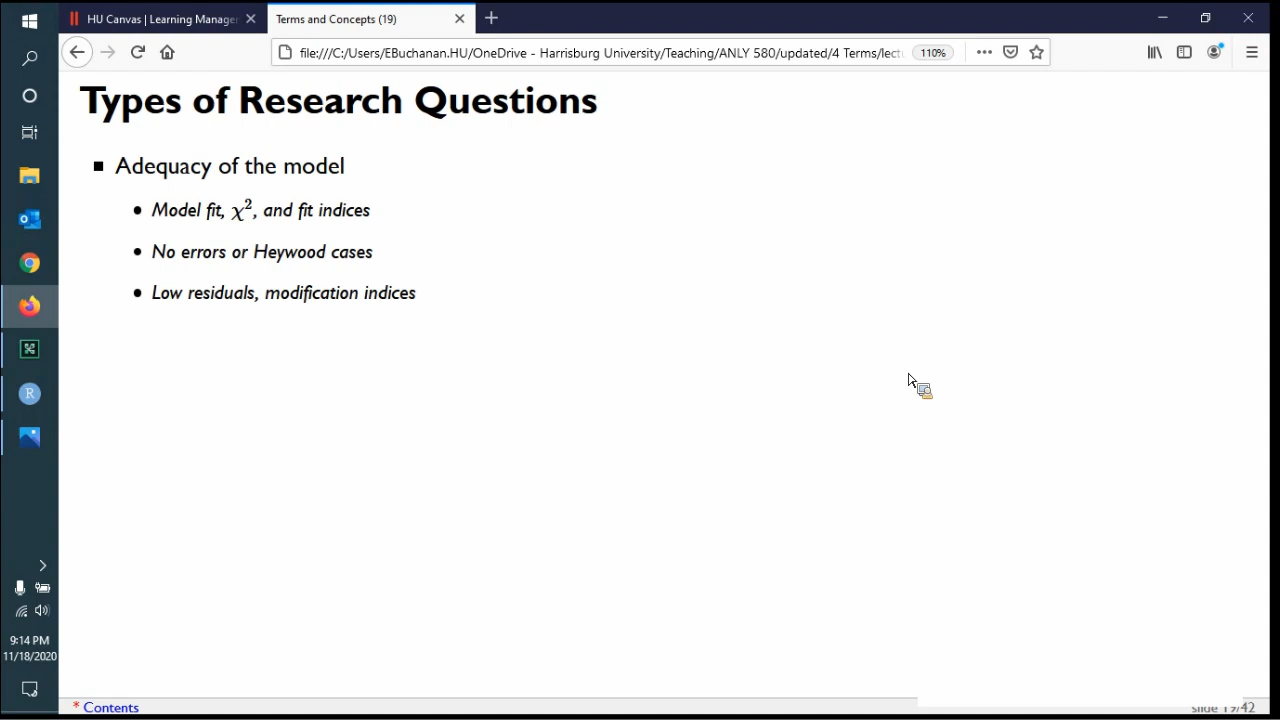 HU Canvas | Learning Manage
Terms and Concepts (19)
file:///C:/Users/EBuchanan.HU/OneDrive - Harrisburg University/Teaching/ANLY 580/updated/4 Terms/lect
110%
Types of Research Questions
Adequacy of the model
Model fit, χ², and fit indices
No errors or Heywood cases
Low residuals, modification indices
9:14 PM
11/18/2020
* Contents
slide 19/42